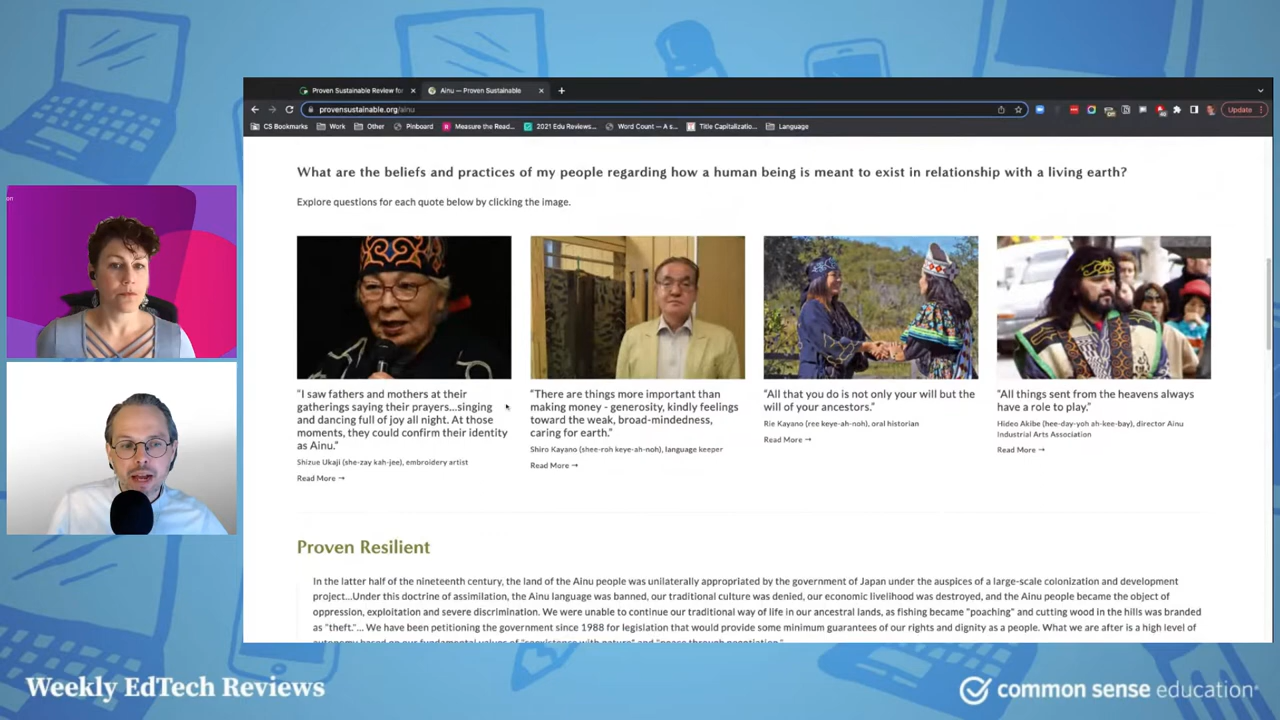 Proven Sustainable Review for
Ainu — Proven Sustainable
provensustainable.org/ainu
Update
CS Bookmarks
Work
Other
Pinboard
Measure the Read...
2021 Edu Reviews...
Word Count — A s...
Title Capitalizatio...
Language
What are the beliefs and practices of my people regarding how a human being is meant to exist in relationship with a living earth?
Explore questions for each quote below by clicking the image.
“I saw fathers and mothers at their
gatherings saying their prayers...singing
and dancing full of joy all night. At those
moments, they could confirm their identity
as Ainu.”
Shizue Ukaji (she-zay kah-jee), embroidery artist
Read More →
“There are things more important than
making money - generosity, kindly feelings
toward the weak, broad-mindedness,
caring for earth.”
Shiro Kayano (shee-roh keye-ah-noh), language keeper
Read More →
“All that you do is not only your will but the
will of your ancestors.”
Rie Kayano (ree keye-ah-noh), oral historian
Read More →
“All things sent from the heavens always
have a role to play.”
Hideo Akibe (hee-day-yoh ah-kee-bay), director Ainu
Industrial Arts Association
Read More →
Proven Resilient
In the latter half of the nineteenth century, the land of the Ainu people was unilaterally appropriated by the government of Japan under the auspices of a large-scale colonization and development
project...Under this doctrine of assimilation, the Ainu language was banned, our traditional culture was denied, our economic livelihood was destroyed, and the Ainu people became the object of
oppression, exploitation and severe discrimination. We were unable to continue our traditional way of life in our ancestral lands, as fishing became “poaching” and cutting wood in the hills was branded
as “theft.”... We have been petitioning the government since 1988 for legislation that would provide some minimum guarantees of our rights and dignity as a people. What we are after is a high level of
autonomy based on our fundamental values of “coexistence with nature” and “peace through negotiation.”
Weekly EdTech Reviews
common sense education